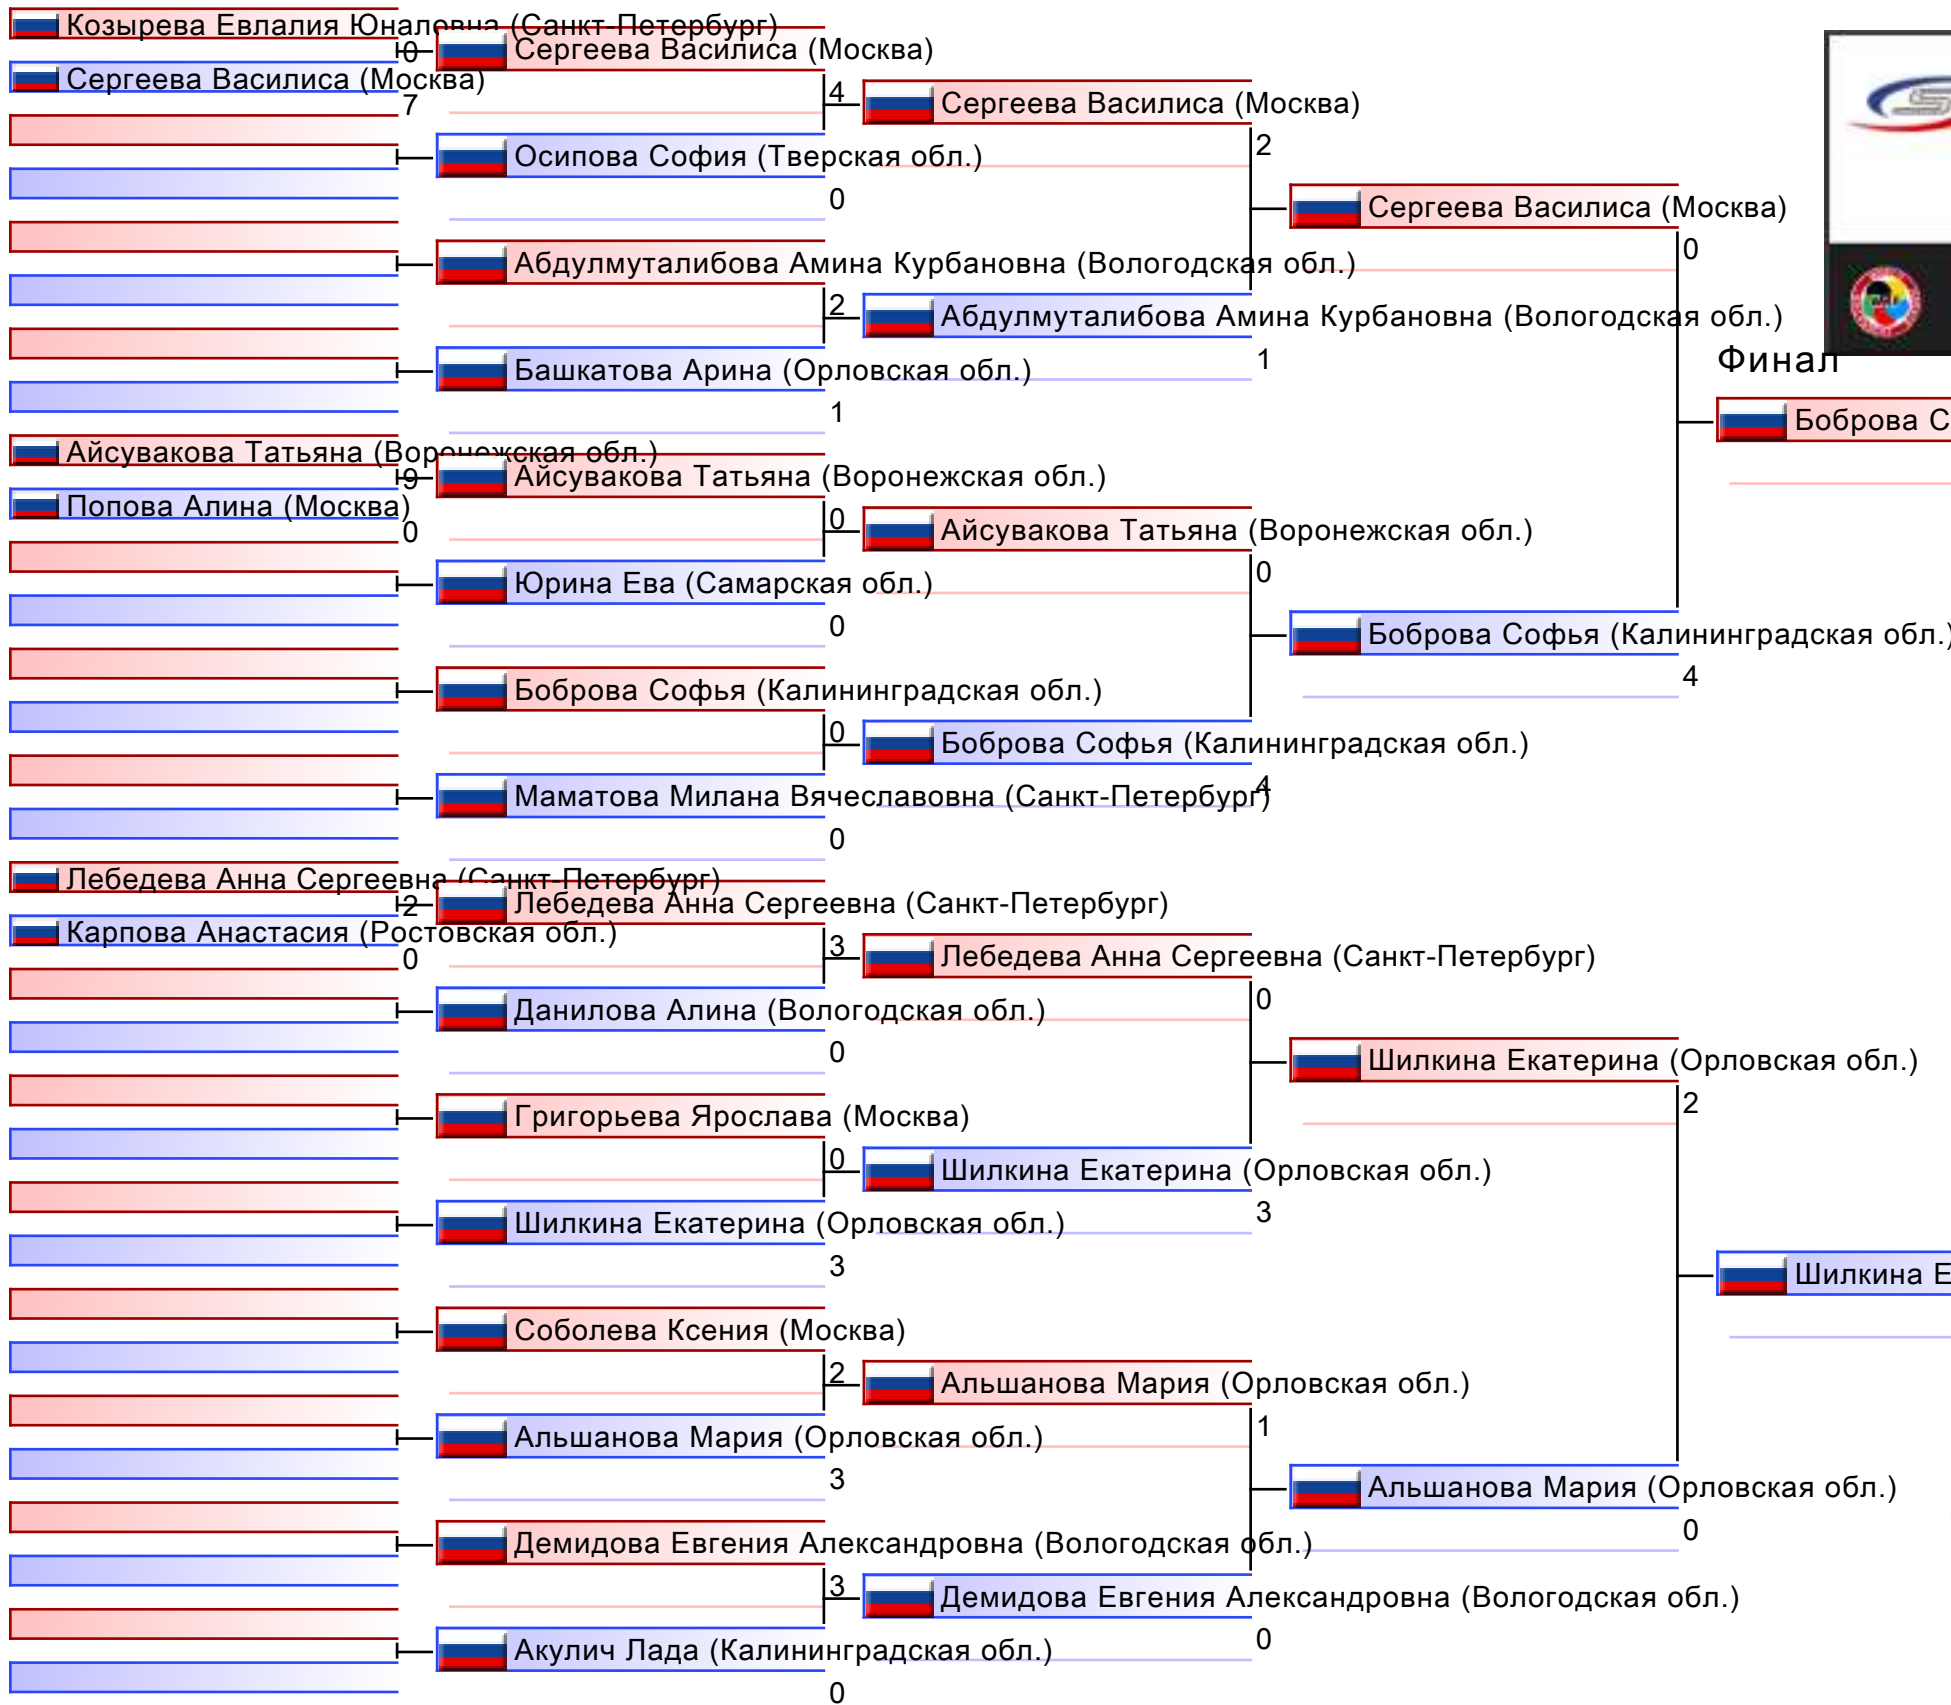 Козырева Евлалия Юналовна (Санкт-Петербург)
0
Сергеева Василиса (Москва)
7
Айсувакова Татьяна (Воронежская обл.)
9
Попова Алина (Москва)
0
Лебедева Анна Сергеевна (Санкт-Петербург)
2
Карпова Анастасия (Ростовская обл.)
0
Сергеева Василиса (Москва)
4
Осипова София (Тверская обл.)
0
Абдулмуталибова Амина Курбановна (Вологодская обл.)
2
Башкатова Арина (Орловская обл.)
1
Айсувакова Татьяна (Воронежская обл.)
0
Юрина Ева (Самарская обл.)
0
Боброва Софья (Калининградская обл.)
0
Маматова Милана Вячеславовна (Санкт-Петербург)
0
Лебедева Анна Сергеевна (Санкт-Петербург)
3
Данилова Алина (Вологодская обл.)
0
Григорьева Ярослава (Москва)
0
Шилкина Екатерина (Орловская обл.)
3
Соболева Ксения (Москва)
2
Альшанова Мария (Орловская обл.)
3
Демидова Евгения Александровна (Вологодская обл.)
3
Акулич Лада (Калининградская обл.)
0
Сергеева Василиса (Москва)
2
Абдулмуталибова Амина Курбановна (Вологодская обл.)
1
Айсувакова Татьяна (Воронежская обл.)
0
Боброва Софья (Калининградская обл.)
4
Лебедева Анна Сергеевна (Санкт-Петербург)
0
Шилкина Екатерина (Орловская обл.)
3
Альшанова Мария (Орловская обл.)
1
Демидова Евгения Александровна (Вологодская обл.)
0
Сергеева Василиса (Москва)
0
Боброва Софья (Калининградская обл.)
4
Шилкина Екатерина (Орловская обл.)
2
Альшанова Мария (Орловская обл.)
0
Финал
Боброва С
Шилкина Е